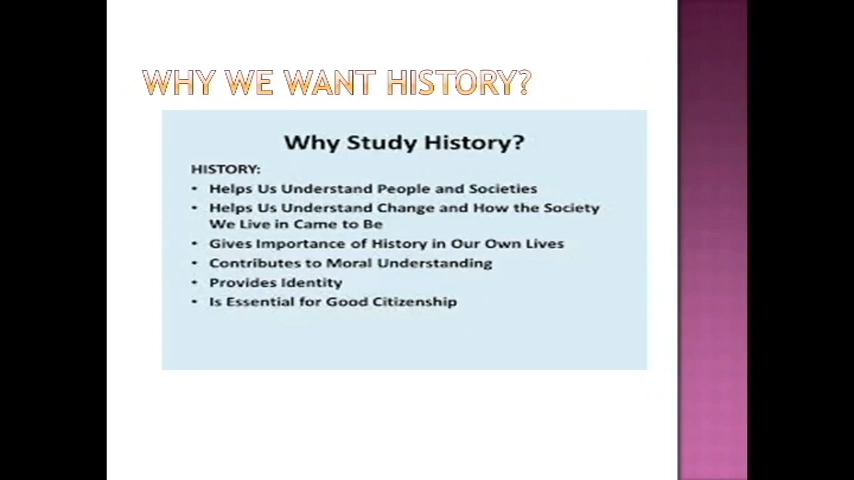 WHY WE WANT HISTORY?
Why Study History?
HISTORY:
• Helps Us Understand People and Societies
• Helps Us Understand Change and How the Society
We Live in Came to Be
• Gives Importance of History in Our Own Lives
• Contributes to Moral Understanding
• Provides Identity
• Is Essential for Good Citizenship